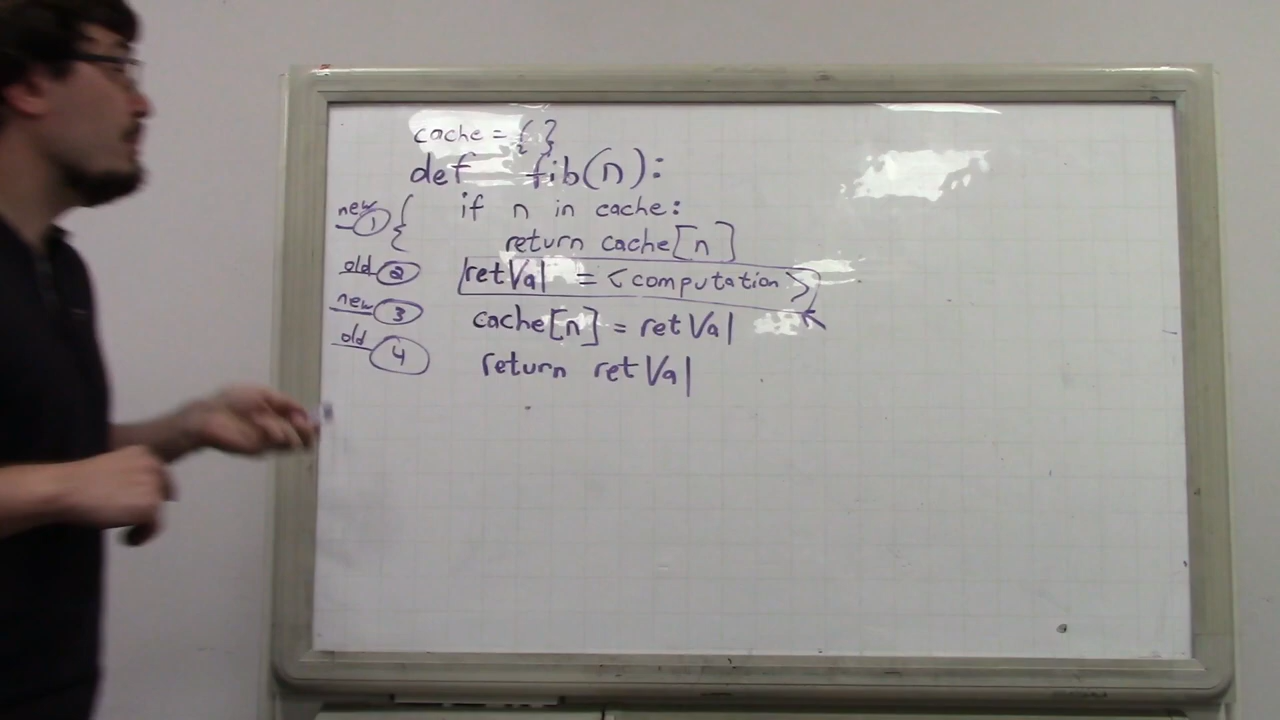 cache = { }
def fib(n):
new 1 { if n in cache:
return cache[n]
old 2 retVal = < computation >
new 3 cache[n] = retVal
old 4 return retVal